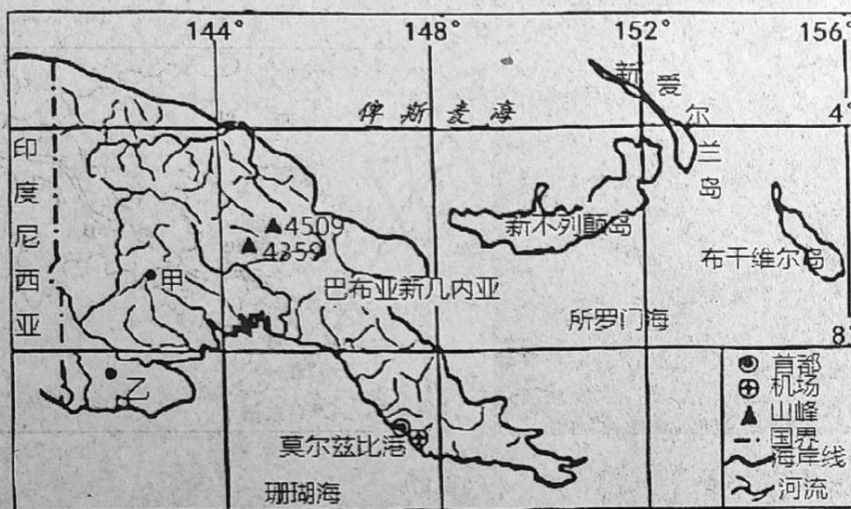 144°
148°
152°
156°
新爱尔兰岛
俾斯麦海
4°
印度尼西亚
4509
4359
新不列颠岛
甲
巴布亚新几内亚
布干维尔岛
所罗门海
8°
乙
首都
机场
山峰
国界
海岸线
河流
莫尔兹比港
珊瑚海